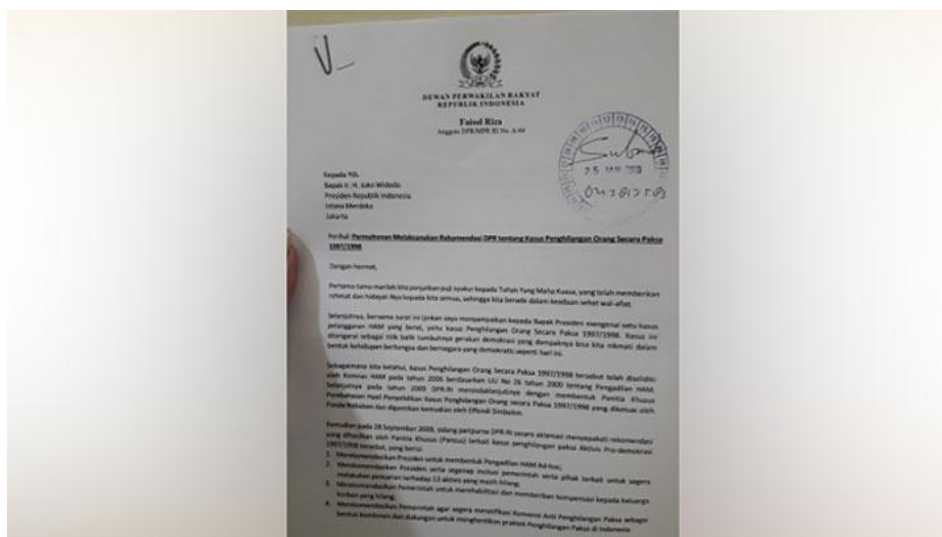 DEWAN PERWAKILAN RAKYAT
REPUBLIK INDONESIA
Faisol Riza
Anggota DPR/MPR RI No. A-44
Kepada Yth.
Bapak Ir. H. Joko Widodo
Presiden Republik Indonesia
Istana Merdeka
Jakarta
Perihal: Permohonan Melaksanakan Rekomendasi DPR tentang Kasus Penghilangan Orang Secara Paksa
1997/1998
Dengan hormat,
Pertama-tama marilah kita panjatkan puji syukur kepada Tuhan Yang Maha Kuasa, yang telah memberikan
rahmat dan hidayah-Nya kepada kita semua, sehingga kita berada dalam keadaan sehat wal-afiat.
Selanjutnya, bersama surat ini ijinkan saya menyampaikan kepada Bapak Presiden mengenai satu kasus
pelanggaran HAM yang berat, yaitu kasus Penghilangan Orang Secara Paksa 1997/1998. Kasus ini
ditengarai sebagai titik balik tumbuhnya gerakan demokrasi yang dampaknya bisa kita nikmati dalam
bentuk kehidupan berbangsa dan bernegara yang demokratis seperti hari ini.
Sebagaimana kita ketahui, kasus Penghilangan Orang Secara Paksa 1997/1998 tersebut telah diselidiki
oleh Komnas HAM pada tahun 2006 berdasarkan UU No 26 tahun 2000 tentang Pengadilan HAM.
Selanjutnya pada tahun 2009 DPR-RI menindaklanjutinya dengan membentuk Panitia Khusus
Pembahasan Hasil Penyelidikan Kasus Penghilangan Orang secara Paksa 1997/1998 yang diketuai oleh
Panda Nababan dan digantikan kemudian oleh Effendi Simbolon.
Kemudian pada 28 September 2009, sidang paripurna DPR-RI secara aklamasi menyepakati rekomendasi
yang dihasilkan oleh Panitia Khusus (Pansus) terkait kasus penghilangan paksa Aktivis Pro-demokrasi
1997/1998 tersebut, yang berisi:
1. Merekomendasikan Presiden untuk membentuk Pengadilan HAM Ad-hoc;
2. Merekomendasikan Presiden serta segenap institusi pemerintah serta pihak terkait untuk segera
melakukan pencarian terhadap 13 aktivis yang masih hilang;
3. Merekomendasikan Pemerintah untuk merehabilitasi dan memberikan kompensasi kepada keluarga
korban yang hilang;
4. Merekomendasikan Pemerintah agar segera meratifikasi Konvensi Anti Penghilangan Paksa sebagai
bentuk komitmen dan dukungan untuk menghentikan praktek Penghilangan Paksa di Indonesia